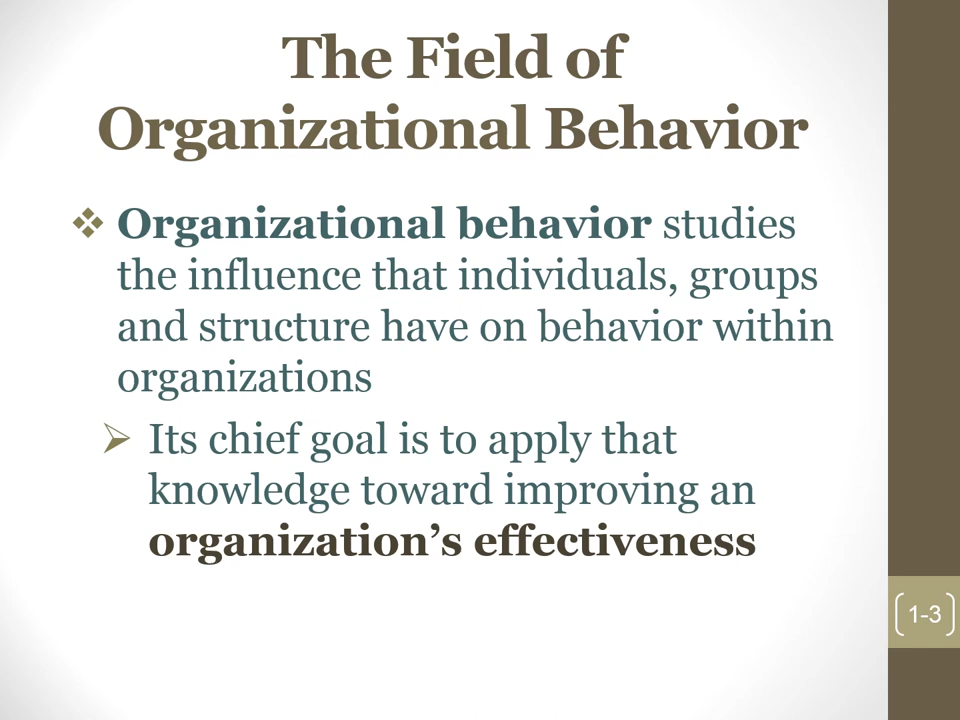 The Field of
Organizational Behavior
Organizational behavior studies
the influence that individuals, groups
and structure have on behavior within
organizations
Its chief goal is to apply that
knowledge toward improving an
organization’s effectiveness
1-3